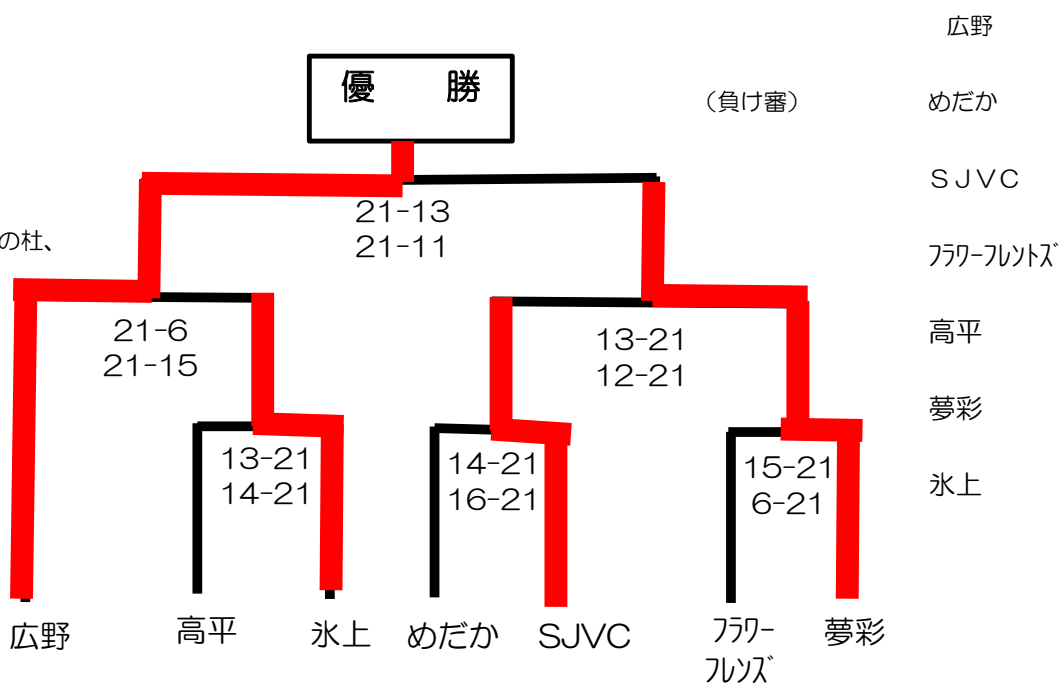 広野
優 勝
(負け審)
めだか
SJVC
21-13
21-11
の杜、
フラワーフレントズ
21-6
21-15
13-21
12-21
高平
夢彩
13-21
14-21
14-21
16-21
15-21
6-21
氷上
広野
高平
氷上
めだか
SJVC
フラワー
フレンズ
夢彩